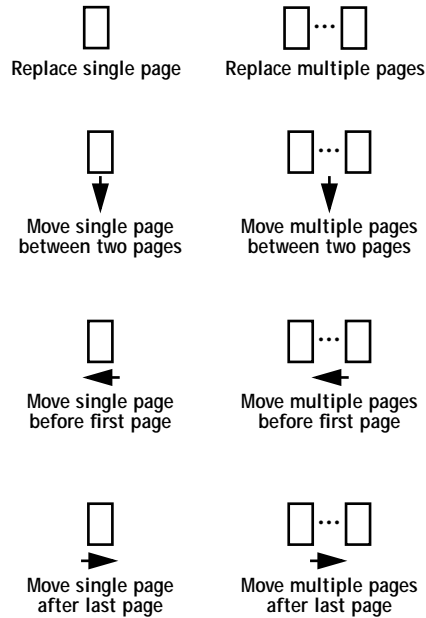 Replace single page
Replace multiple pages
Move single page
between two pages
Move multiple pages
between two pages
Move single page
before first page
Move multiple pages
before first page
Move single page
after last page
Move multiple pages
after last page